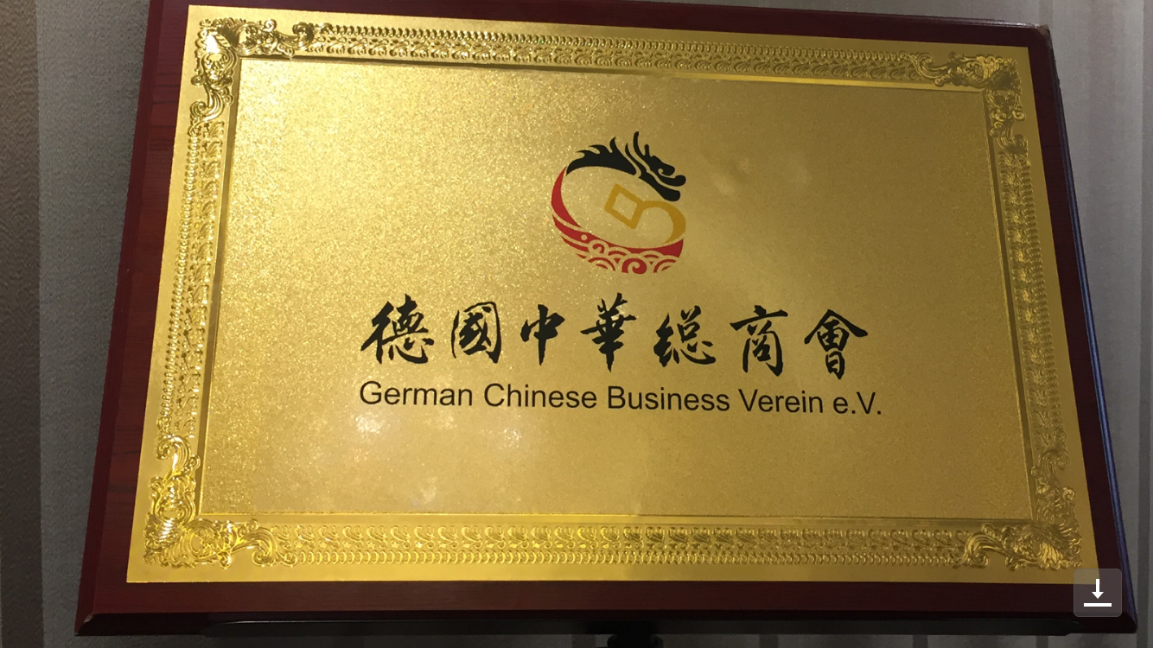 德國中華総商會
German Chinese Business Verein e.V.